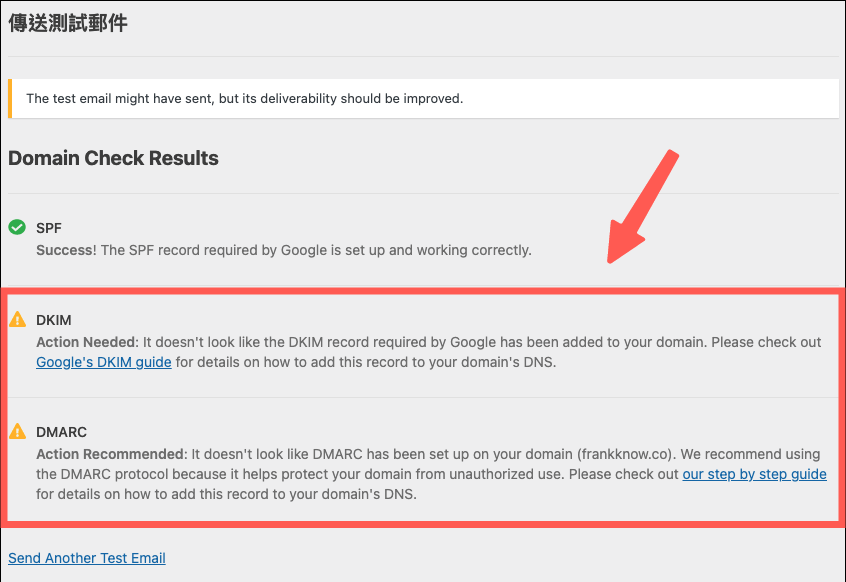 傳送測試郵件
The test email might have sent, but its deliverability should be improved.
Domain Check Results
SPF
Success! The SPF record required by Google is set up and working correctly.
DKIM
Action Needed: It doesn't look like the DKIM record required by Google has been added to your domain. Please check out
Google's DKIM guide for details on how to add this record to your domain's DNS.
DMARC
Action Recommended: It doesn't look like DMARC has been set up on your domain (frankknow.co). We recommend using
the DMARC protocol because it helps protect your domain from unauthorized use. Please check out our step by step guide
for details on how to add this record to your domain's DNS.
Send Another Test Email